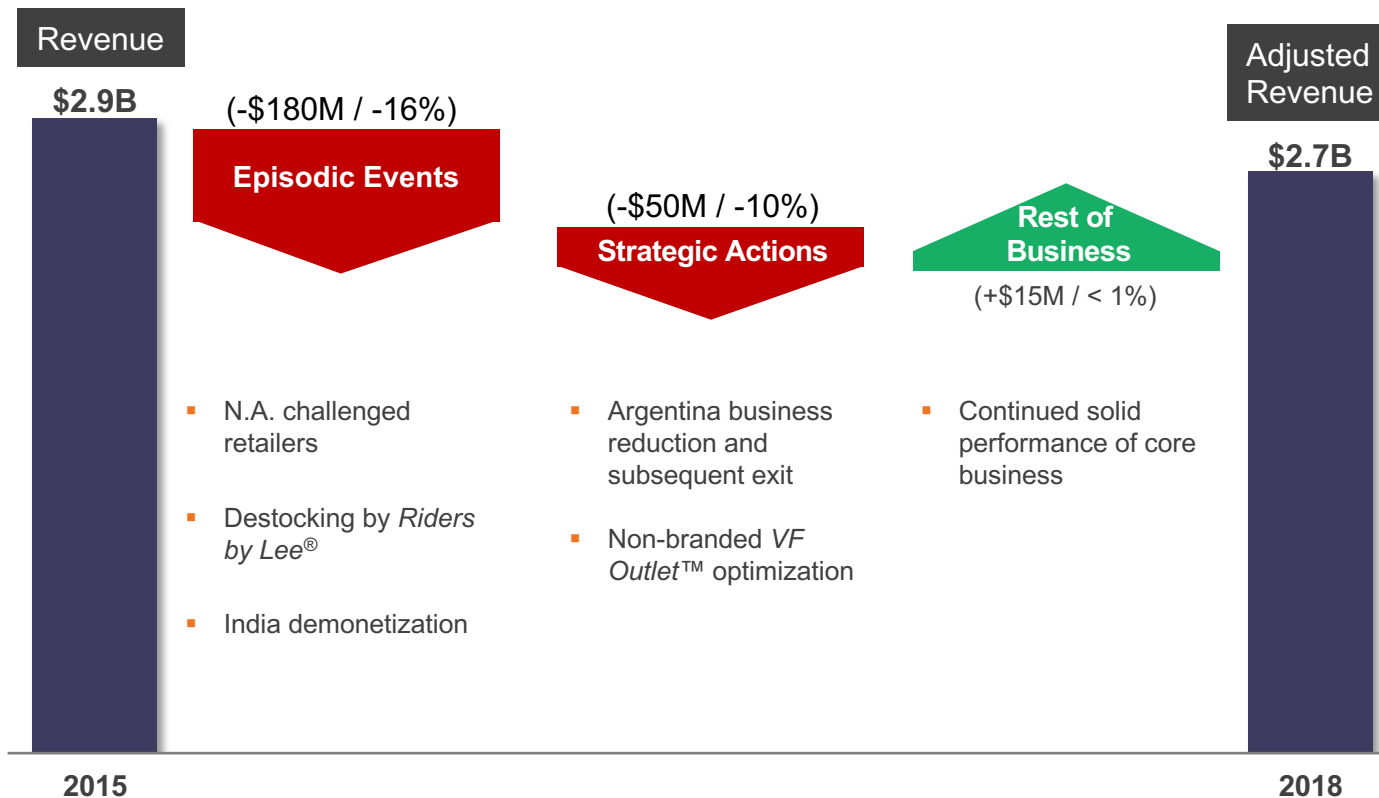 Revenue
$2.9B
(-$180M / -16%)
Episodic Events
(-$50M / -10%)
Strategic Actions
Rest of
Business
(+$15M / < 1%)
Adjusted
Revenue
$2.7B
▪ N.A. challenged
retailers
▪ Destocking by Riders
by Lee®
▪ India demonetization
▪ Argentina business
reduction and
subsequent exit
▪ Non-branded VF
Outlet™ optimization
▪ Continued solid
performance of core
business
2015
2018